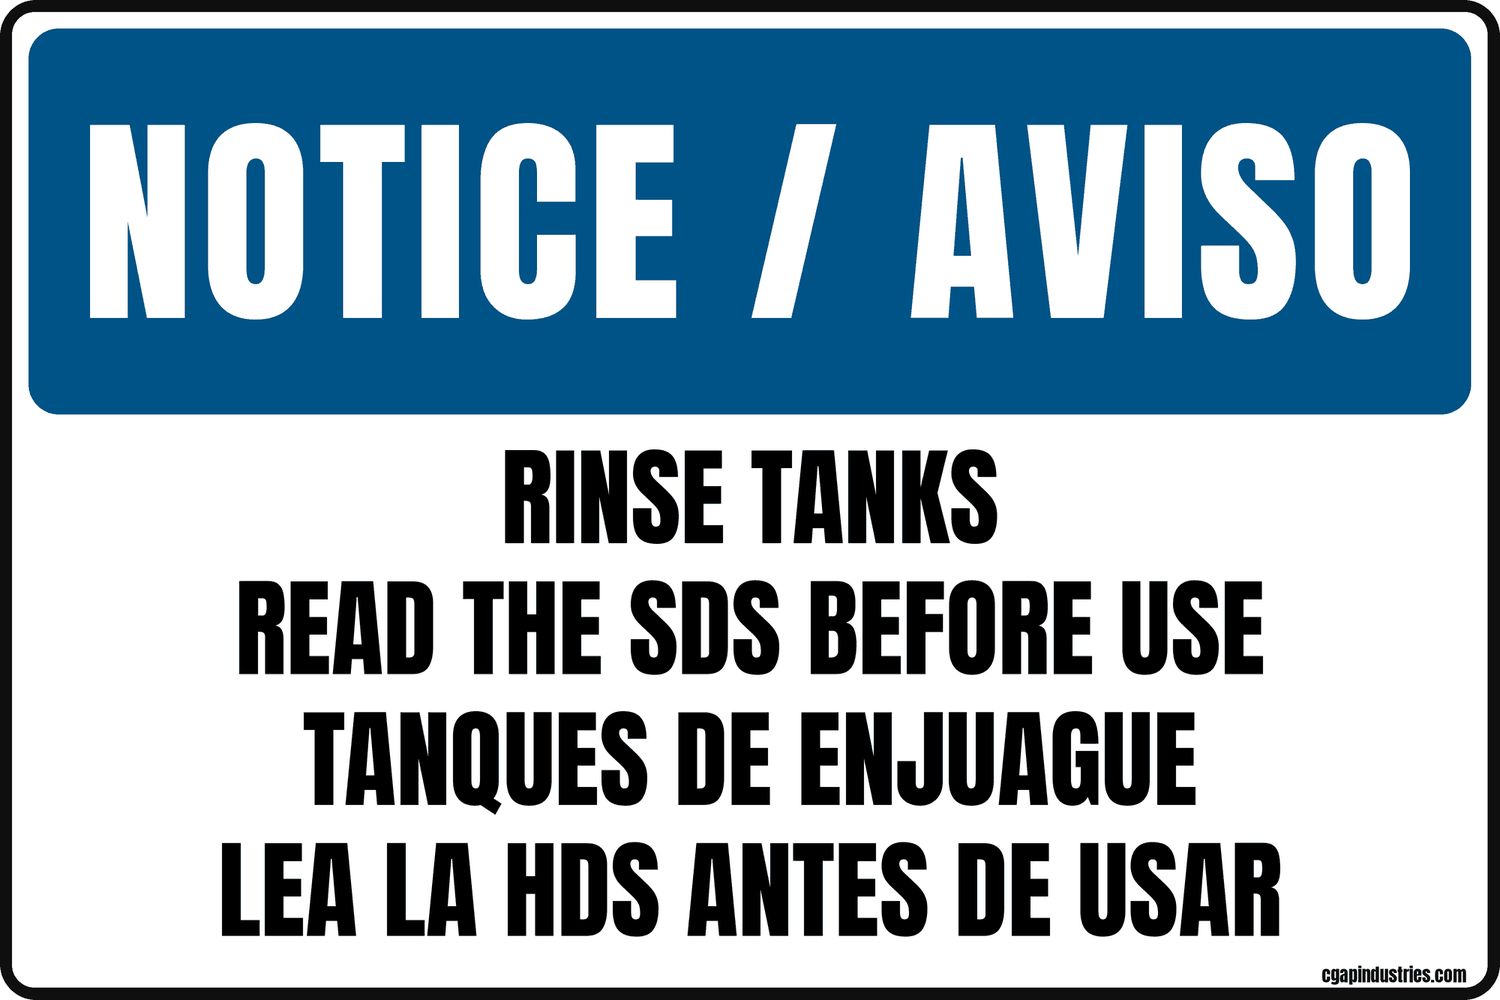 NOTICE / AVISO
RINSE TANKS
READ THE SDS BEFORE USE
TANQUES DE ENJUAGUE
LEA LA HDS ANTES DE USAR
cgapindustries.com